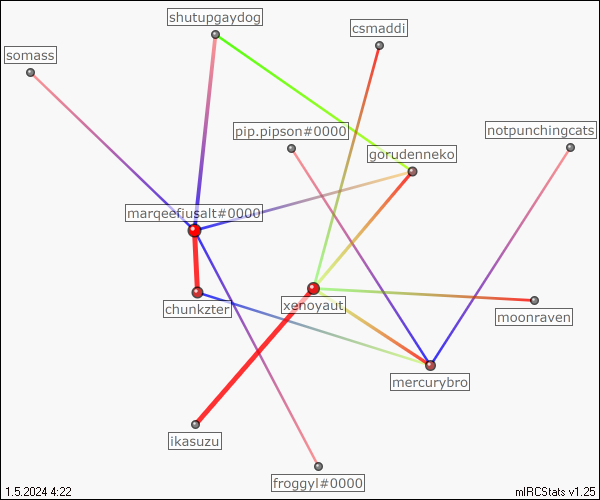 shutupgaydog
csmaddi
somass
pip.pipson#0000
notpunchingcats
gorudenneko
marqeefiusalt#0000
chunkzter
xenoyaut
moonraven
mercurybro
ikasuzu
froggyl#0000
1.5.2024 4:22
mIRCStats v1.25